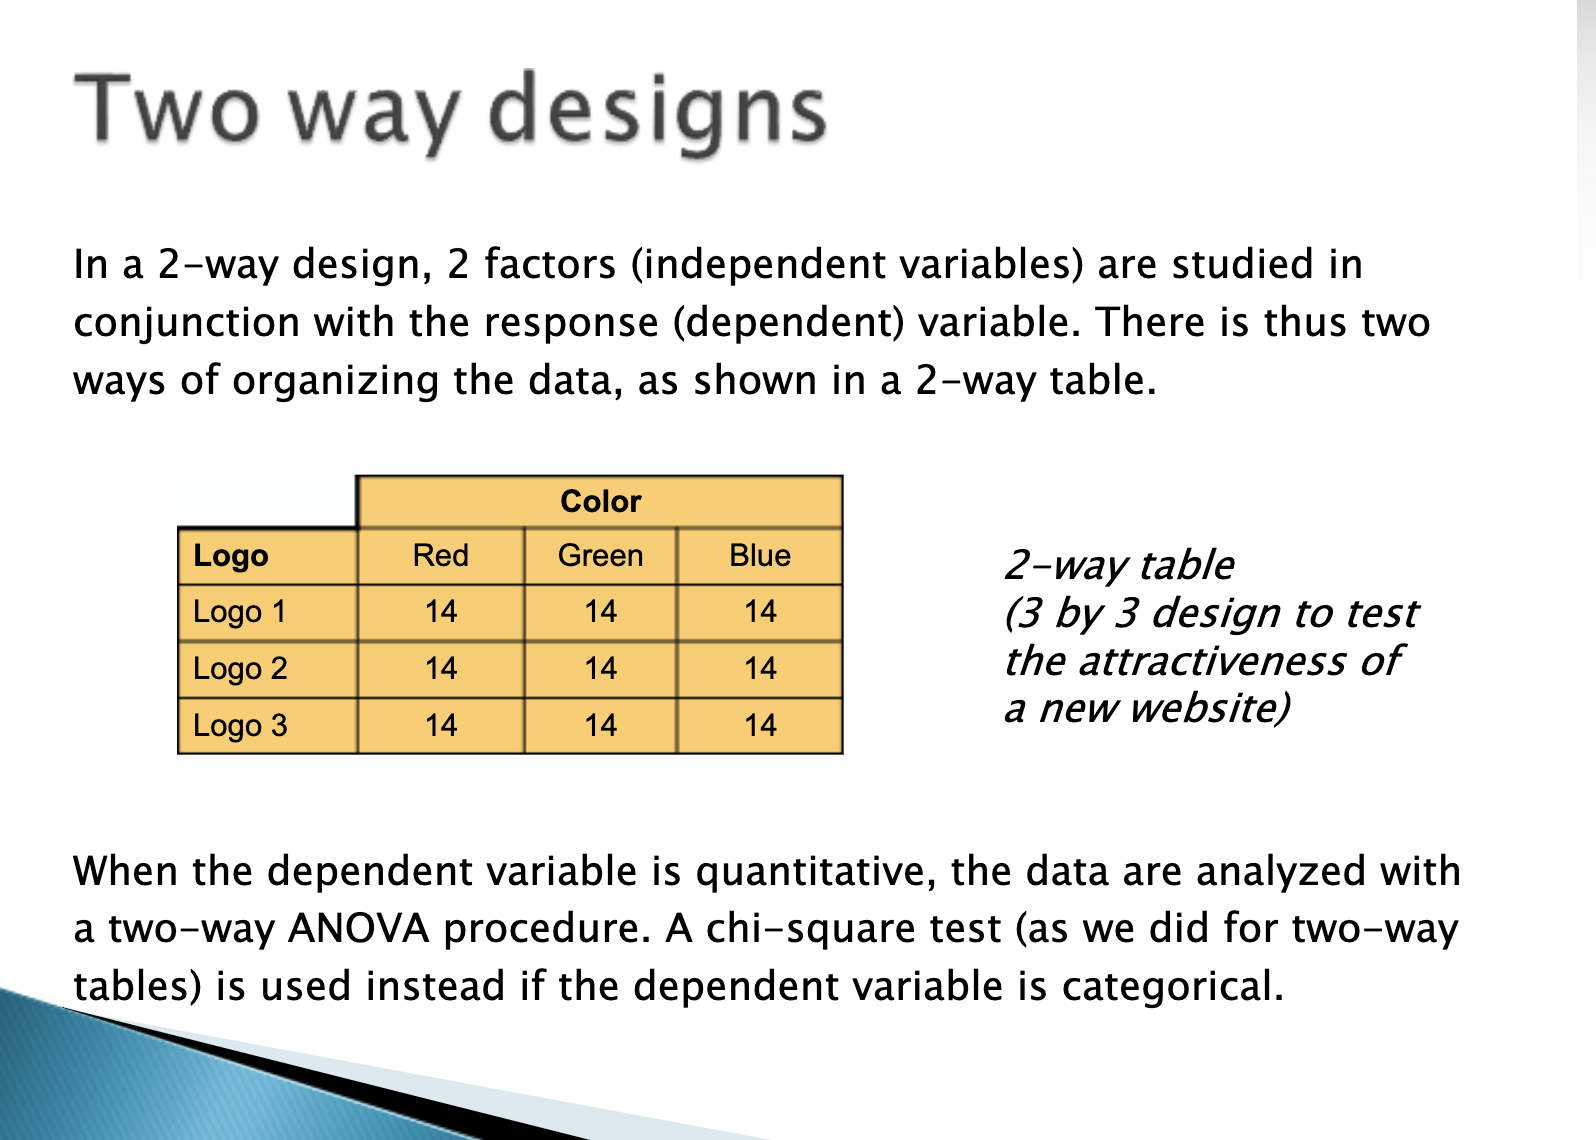 Two way designs
In a 2-way design, 2 factors (independent variables) are studied in
conjunction with the response (dependent) variable. There is thus two
ways of organizing the data, as shown in a 2-way table.
Color
Logo Red Green Blue
Logo 1 14 14 14
Logo 2 14 14 14
Logo 3 14 14 14
2-way table
(3 by 3 design to test
the attractiveness of
a new website)
When the dependent variable is quantitative, the data are analyzed with
a two-way ANOVA procedure. A chi-square test (as we did for two-way
tables) is used instead if the dependent variable is categorical.